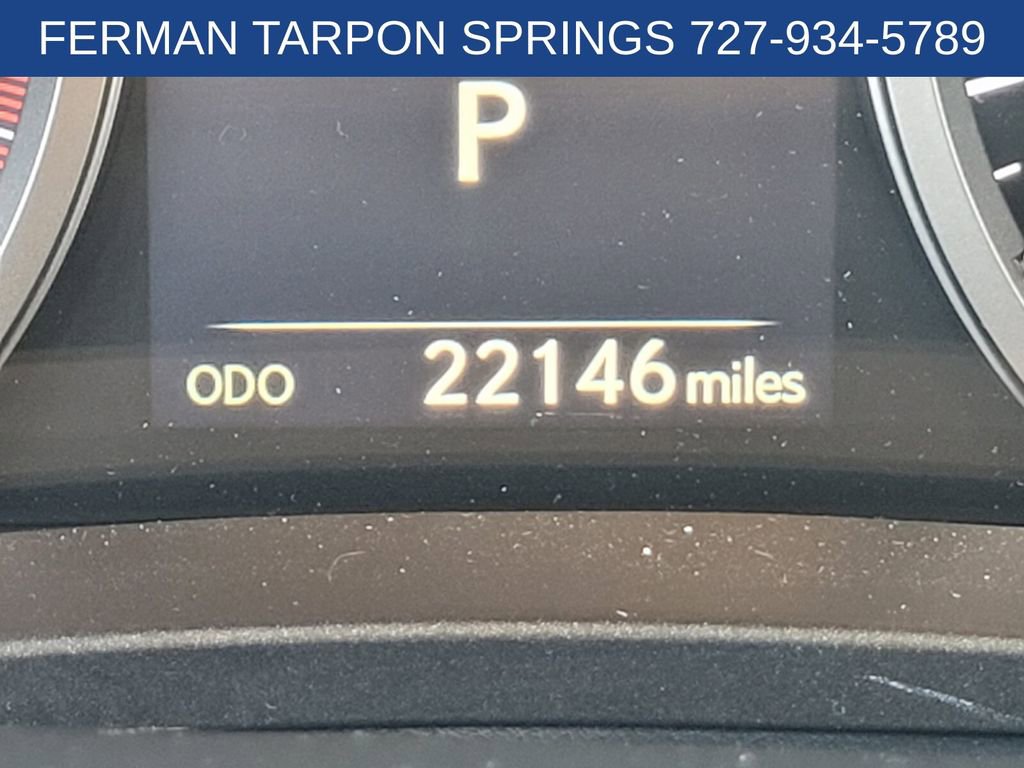 FERMAN TARPON SPRINGS 727-934-5789
P
ODO 22146 miles